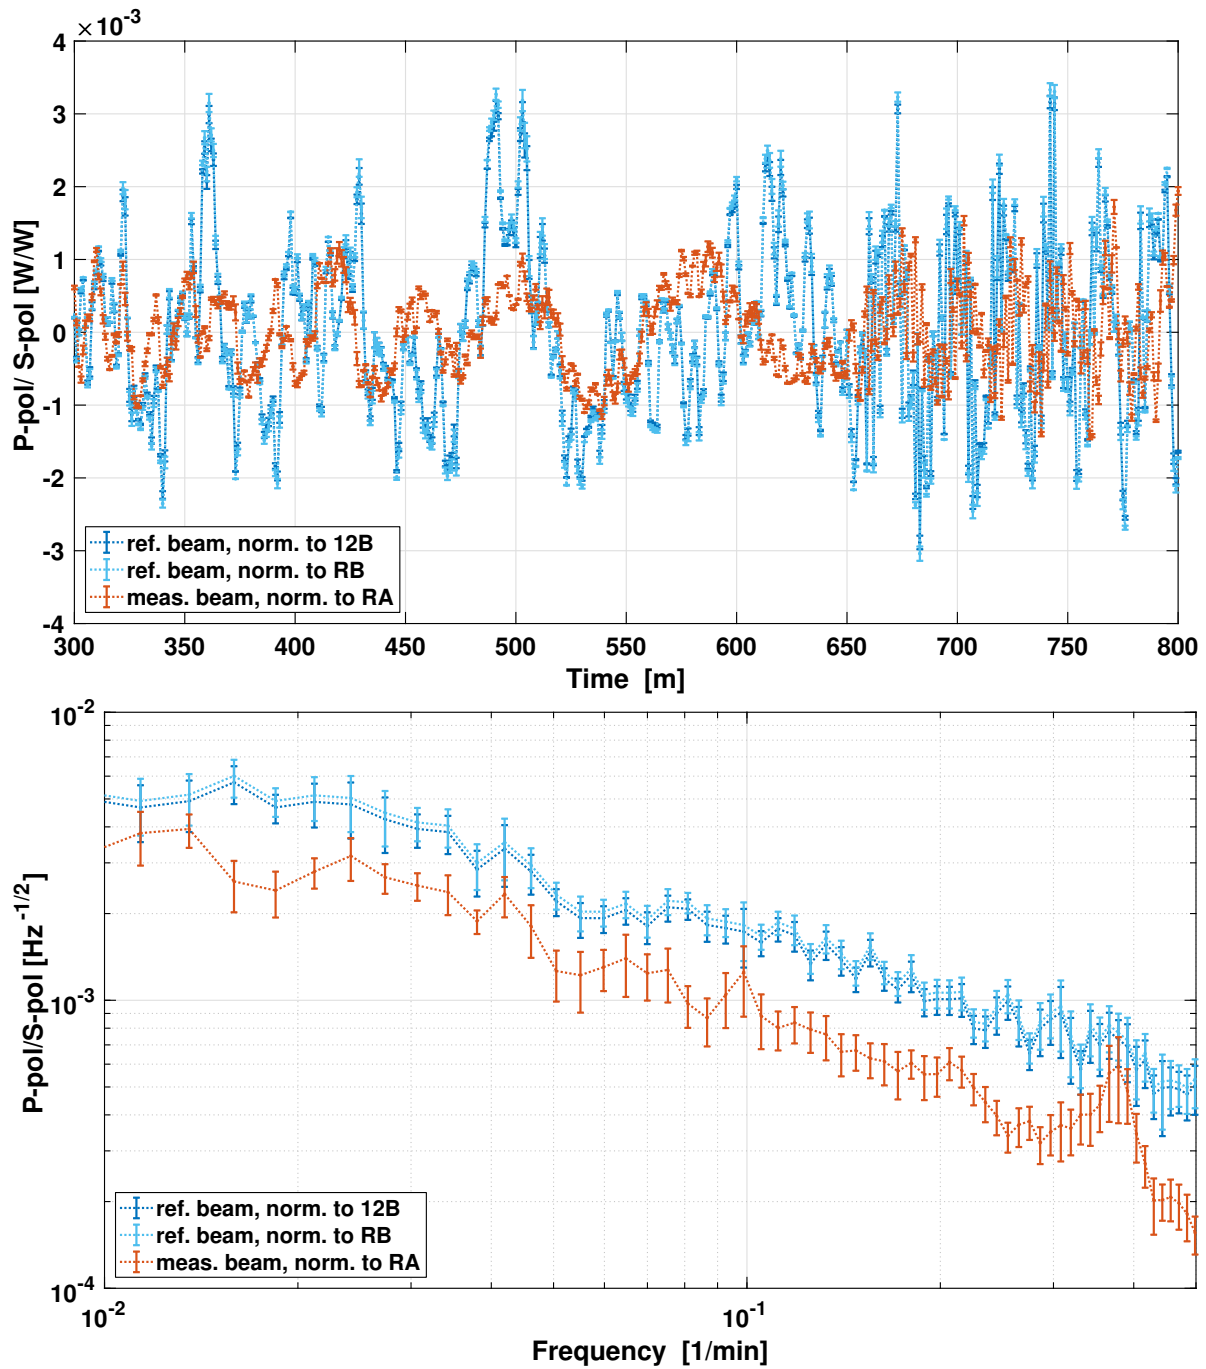 ×10⁻³
4
3
2
1
0
-1
-2
-3
-4
P-pol/ S-pol [W/W]
ref. beam, norm. to 12B
ref. beam, norm. to RB
meas. beam, norm. to RA
300 350 400 450 500 550 600 650 700 750 800
Time [m]
10⁻²
10⁻³
10⁻⁴
P-pol/S-pol [Hz⁻¹/²]
ref. beam, norm. to 12B
ref. beam, norm. to RB
meas. beam, norm. to RA
10⁻² 10⁻¹
Frequency [1/min]